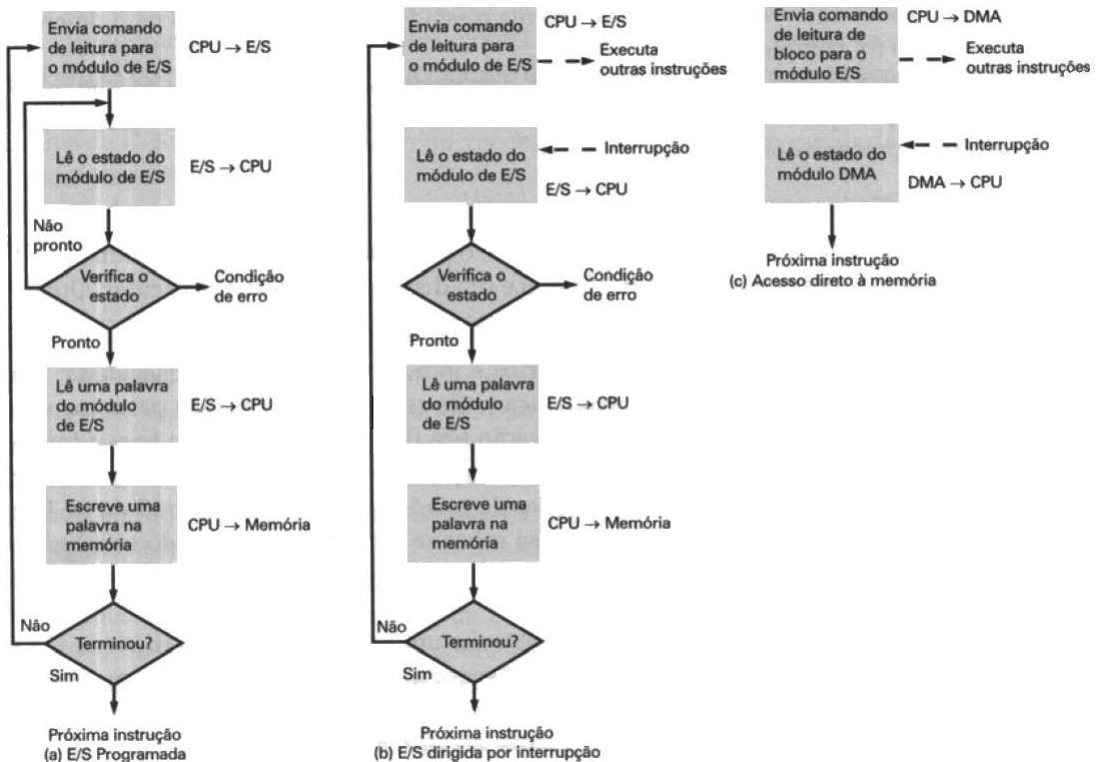 Envia comando
de leitura para
o módulo de E/S
CPU → E/S
Lê o estado do
módulo de E/S
E/S → CPU
Não
pronto
Verifica o
estado
Condição
de erro
Pronto
Lê uma palavra
do módulo
de E/S
E/S → CPU
Escreve uma
palavra na
memória
CPU → Memória
Não
Terminou?
Sim
Próxima instrução
(a) E/S Programada
Envia comando
de leitura para
o módulo de E/S
CPU → E/S
Executa
outras instruções
Lê o estado do
módulo de E/S
Interrupção
E/S → CPU
Verifica o
estado
Condição
de erro
Pronto
Lê uma palavra
do módulo
de E/S
E/S → CPU
Escreve uma
palavra na
memória
CPU → Memória
Não
Terminou?
Sim
Próxima instrução
(b) E/S dirigida por interrupção
Envia comando
de leitura de
bloco para o
módulo E/S
CPU → DMA
Executa
outras instruções
Lê o estado do
módulo DMA
Interrupção
DMA → CPU
Próxima instrução
(c) Acesso direto à memória